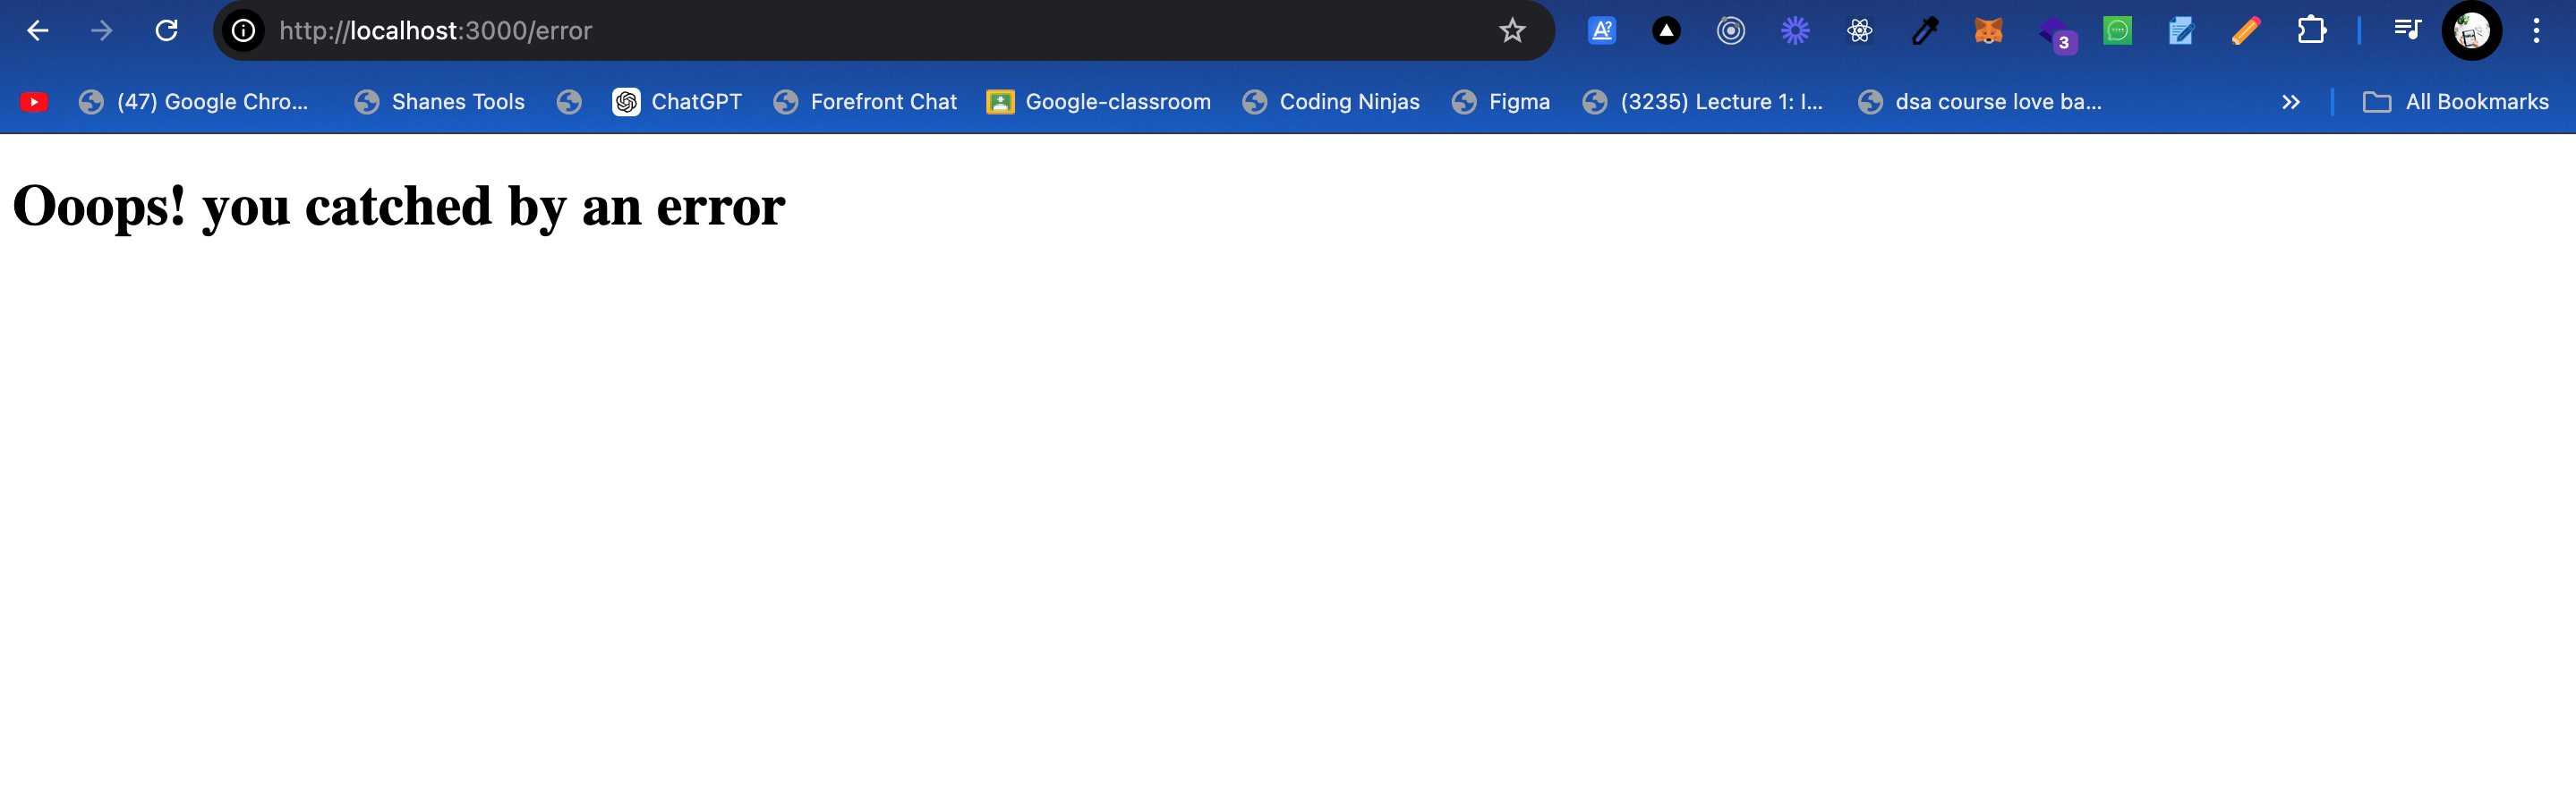 http://localhost:3000/error
3
(47) Google Chro... Shanes Tools ChatGPT Forefront Chat Google-classroom Coding Ninjas Figma (3235) Lecture 1: I... dsa course love ba... All Bookmarks
Ooops! you catched by an error